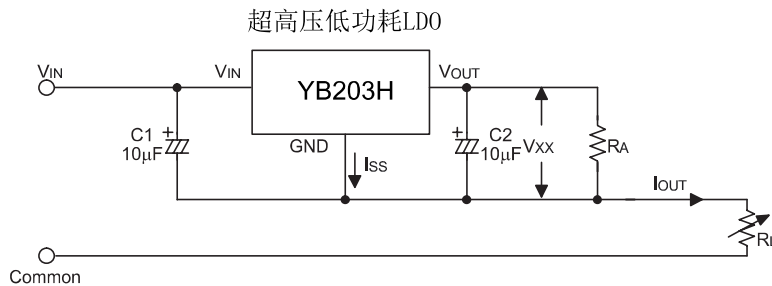 超高压低功耗LDO
VIN
VIN
YB203H
VOUT
C1
10μF
+
GND
ISS
+
C2
10μF
VXX
RA
IOUT
RL
Common